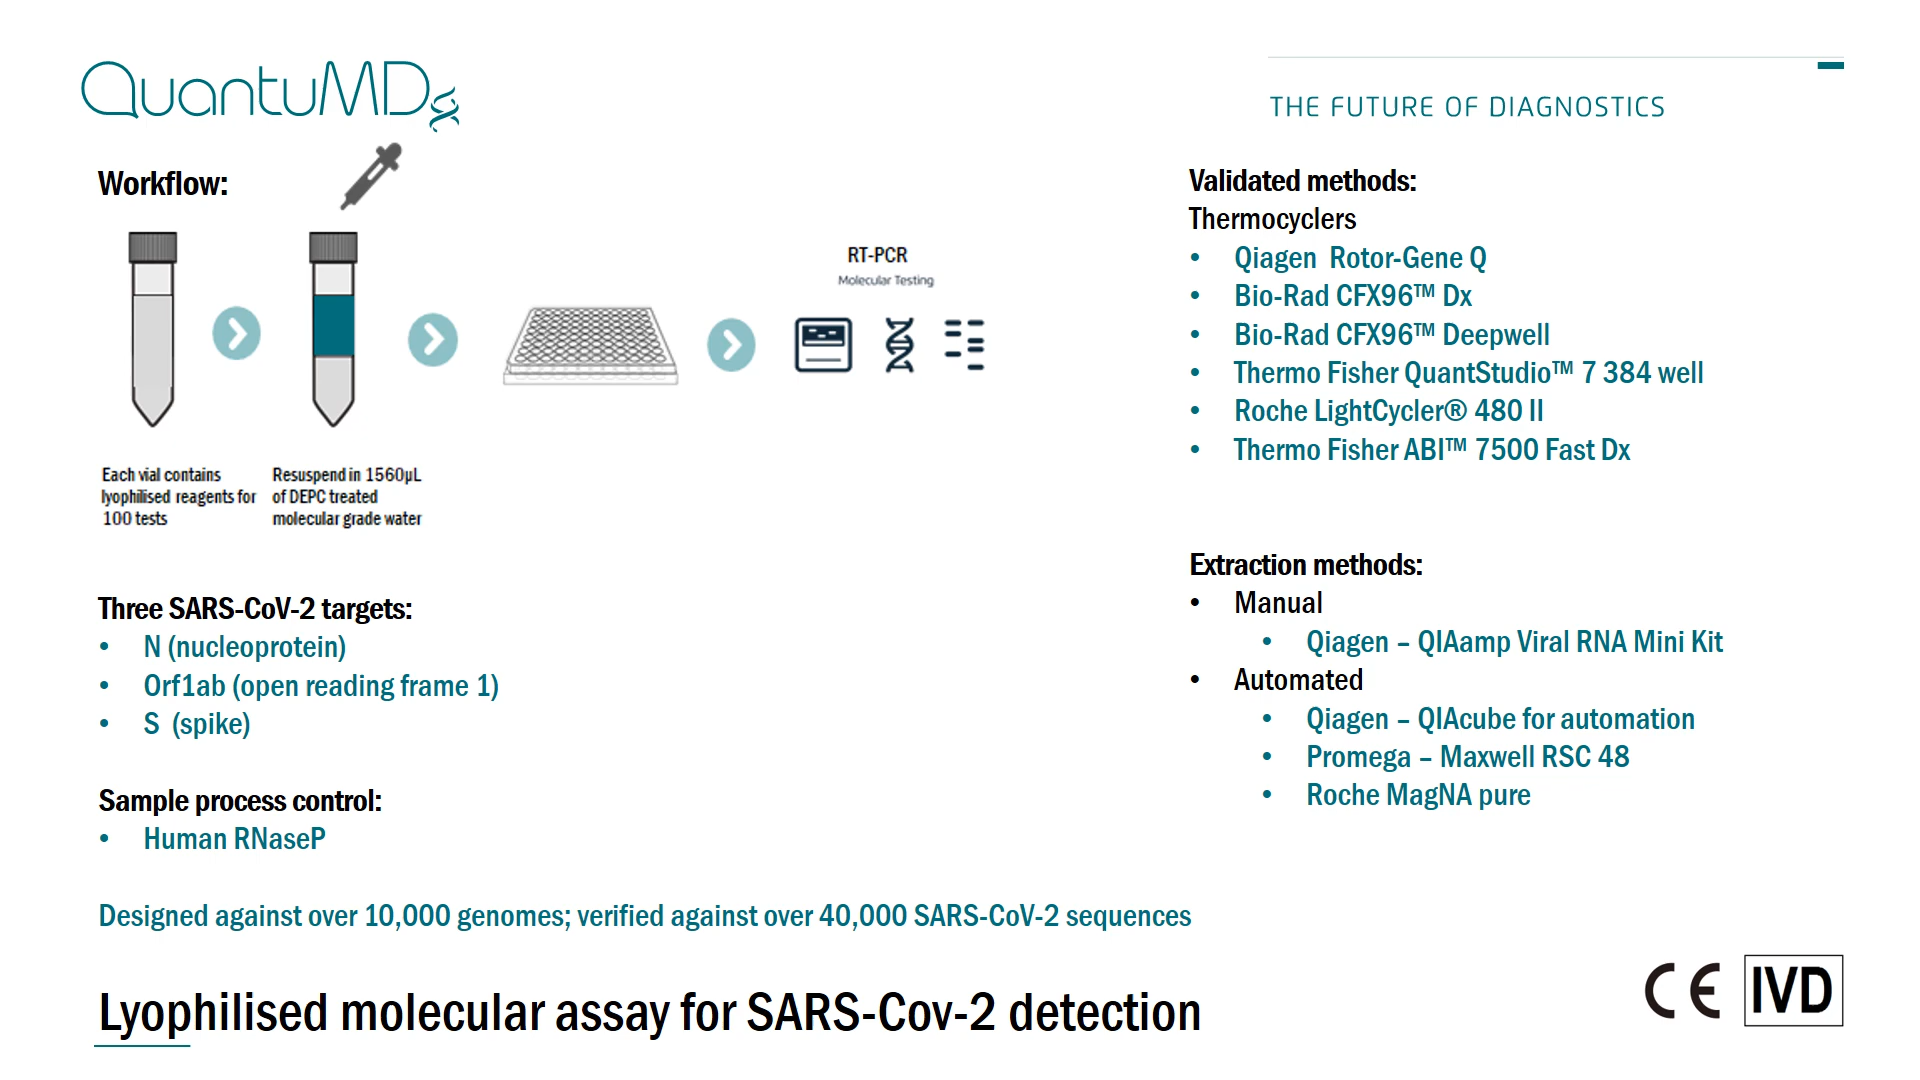 QuantuMDx
THE FUTURE OF DIAGNOSTICS
Workflow:
RT-PCR
Molecular Testing
Each vial contains
lyophilised reagents for
100 tests
Resuspend in 1560µL
of DEPC treated
molecular grade water
Three SARS-CoV-2 targets:
• N (nucleoprotein)
• Orf1ab (open reading frame 1)
• S (spike)
Sample process control:
• Human RNaseP
Designed against over 10,000 genomes; verified against over 40,000 SARS-CoV-2 sequences
Validated methods:
Thermocyclers
• Qiagen Rotor-Gene Q
• Bio-Rad CFX96™ Dx
• Bio-Rad CFX96™ Deepwell
• Thermo Fisher QuantStudio™ 7 384 well
• Roche LightCycler® 480 II
• Thermo Fisher ABI™ 7500 Fast Dx
Extraction methods:
• Manual
• Qiagen – QIAamp Viral RNA Mini Kit
• Automated
• Qiagen – QIAcube for automation
• Promega – Maxwell RSC 48
• Roche MagNA pure
Lyophilised molecular assay for SARS-Cov-2 detection
CE IVD